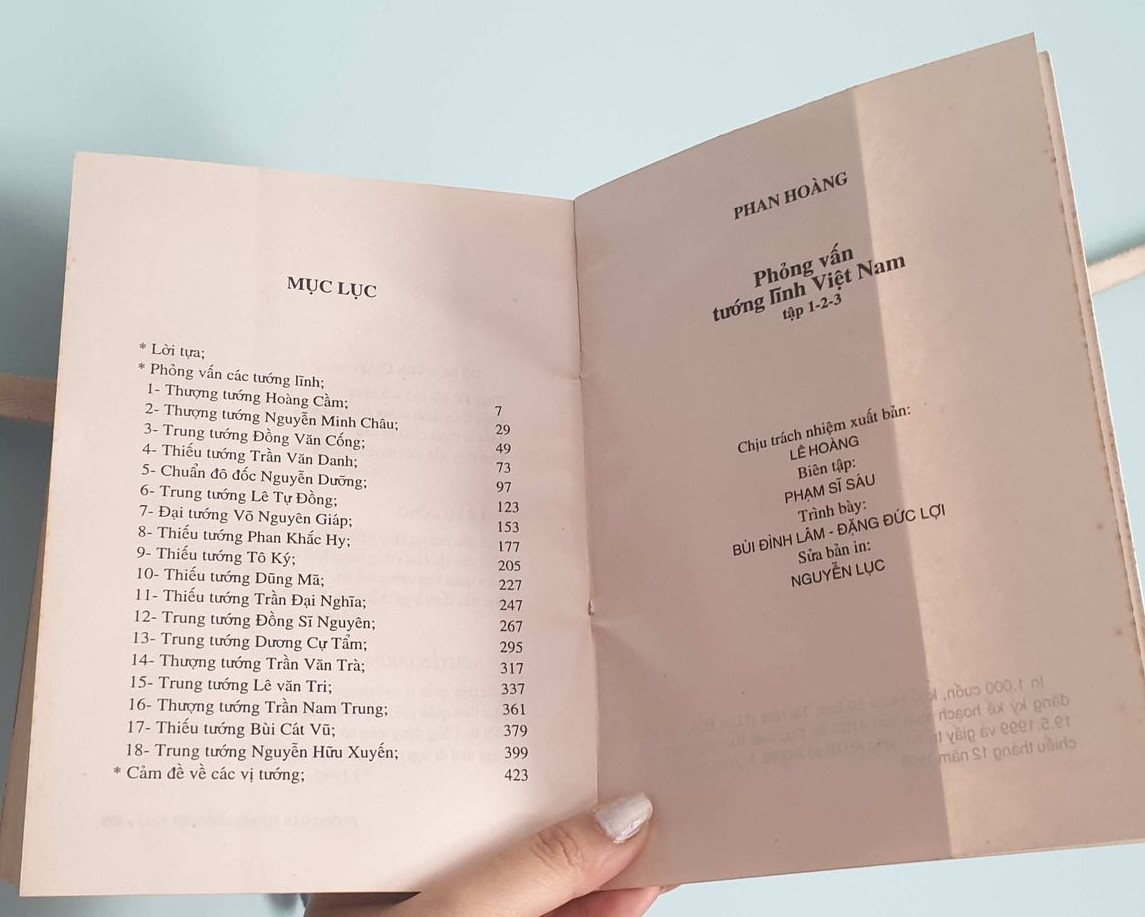 MỤC LỤC
* Lời tựa;
* Phỏng vấn các tướng lĩnh;
1- Thượng tướng Hoàng Cầm; 7
2- Thượng tướng Nguyễn Minh Châu; 29
3- Trung tướng Đồng Văn Cống; 49
4- Thiếu tướng Trần Văn Danh; 73
5- Chuẩn đô đốc Nguyễn Dưỡng; 97
6- Trung tướng Lê Tự Đồng; 123
7- Đại tướng Võ Nguyên Giáp; 153
8- Thiếu tướng Phan Khắc Hy; 177
9- Thiếu tướng Tô Ký; 205
10- Thiếu tướng Dũng Mã; 227
11- Thiếu tướng Trần Đại Nghĩa; 247
12- Trung tướng Đồng Sĩ Nguyên; 267
13- Trung tướng Dương Cự Tẩm; 295
14- Thượng tướng Trần Văn Trà; 317
15- Trung tướng Lê văn Tri; 337
16- Thượng tướng Trần Nam Trung; 361
17- Thiếu tướng Bùi Cát Vũ; 379
18- Trung tướng Nguyễn Hữu Xuyến; 399
* Cảm đề về các vị tướng; 423
PHAN HOÀNG
Phỏng vấn
tướng lĩnh Việt Nam
tập 1-2-3
Chịu trách nhiệm xuất bản:
LÊ HOÀNG
Biên tập:
PHẠM SĨ SÁU
Trình bày:
BÙI ĐÌNH LÂM - ĐẶNG ĐỨC LỢI
Sửa bản in:
NGUYỄN LỤC